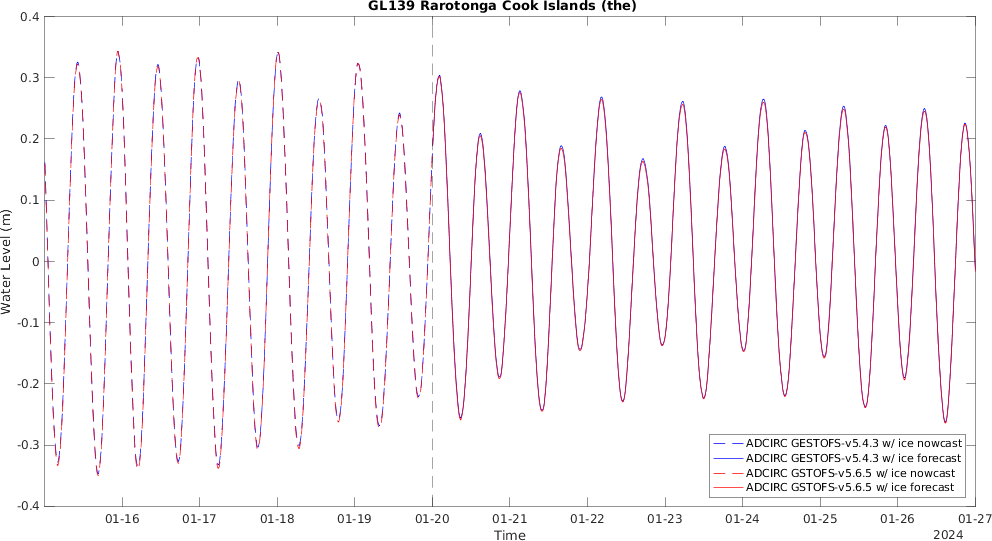 GL139 Rarotonga Cook Islands (the)
0.4
0.3
0.2
0.1
0
-0.1
-0.2
-0.3
-0.4
Water Level (m)
ADCIRC GESTOFS-v5.4.3 w/ ice nowcast
ADCIRC GESTOFS-v5.4.3 w/ ice forecast
ADCIRC GSTOFS-v5.6.5 w/ ice nowcast
ADCIRC GSTOFS-v5.6.5 w/ ice forecast
01-16 01-17 01-18 01-19 01-20 01-21 01-22 01-23 01-24 01-25 01-26 01-27
Time
2024